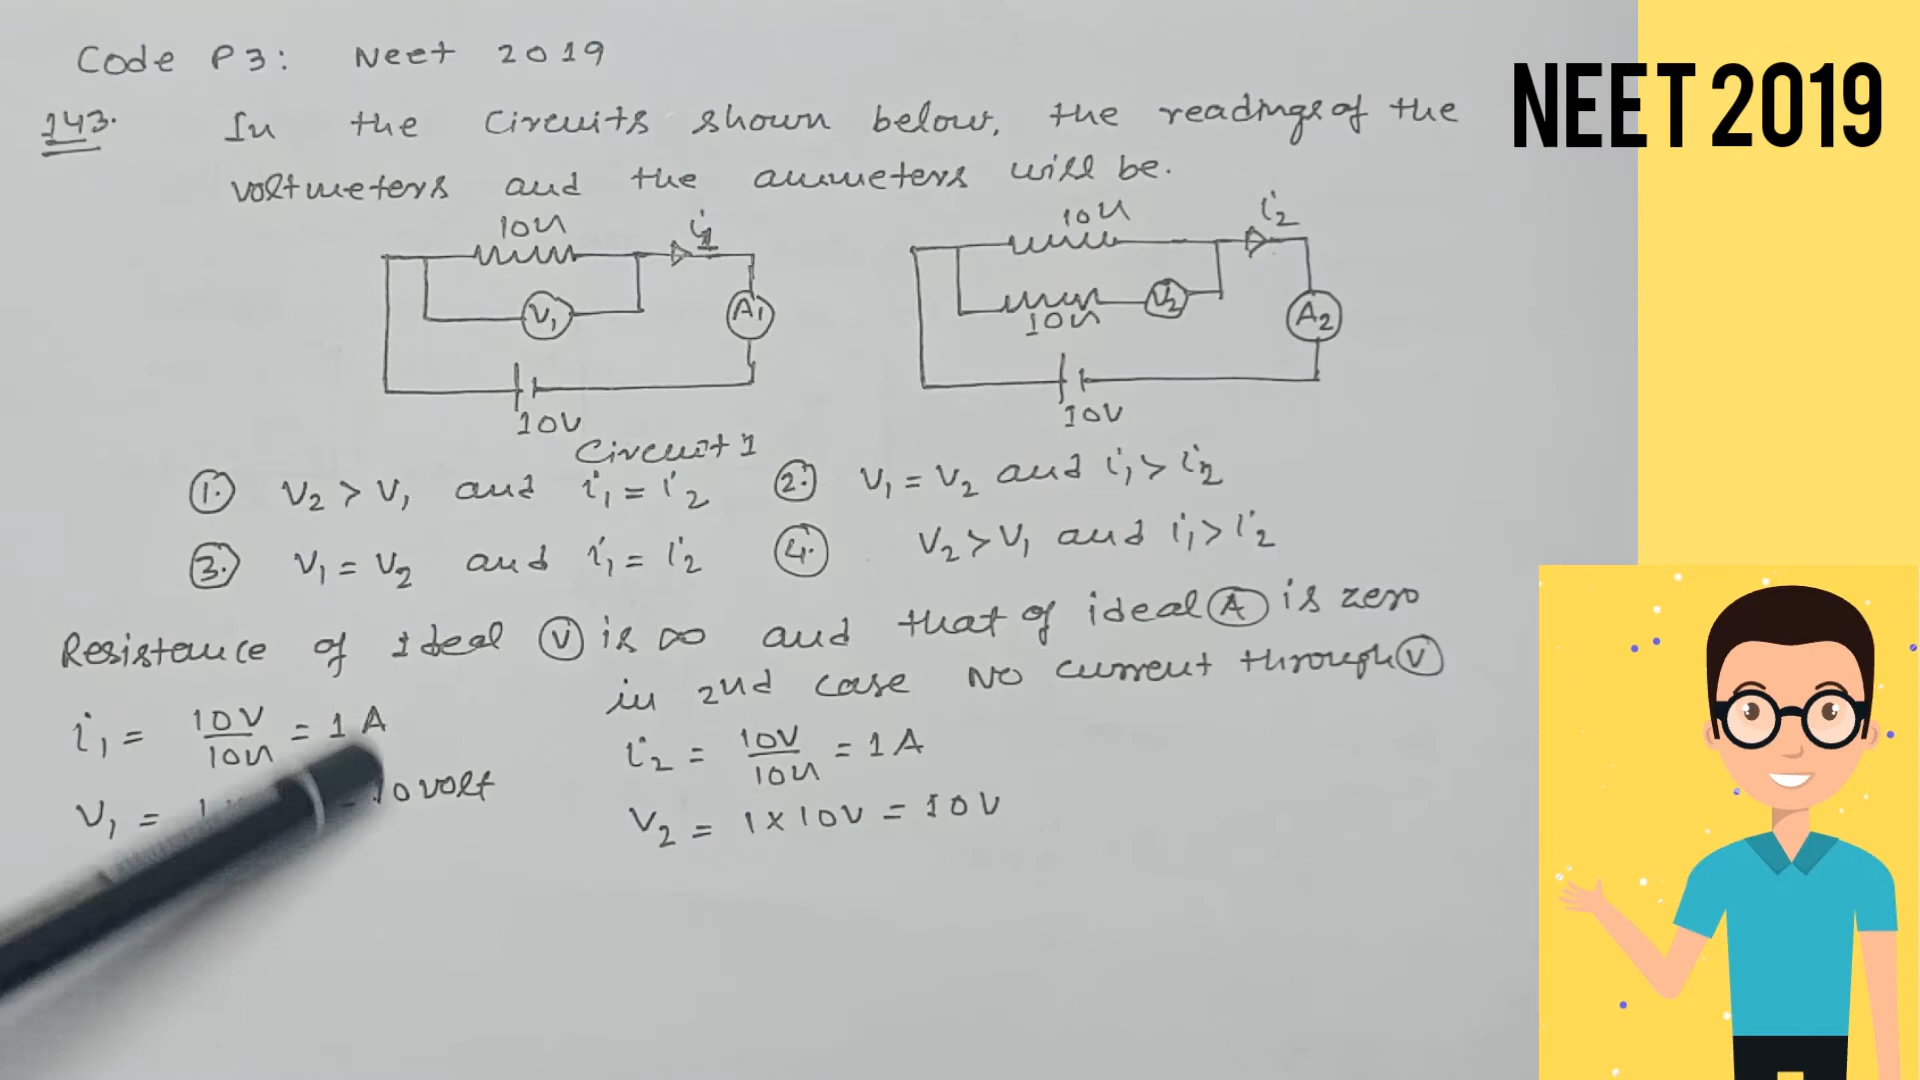 Code P3: Neet 2019
NEET 2019
143. In the circuits shown below, the readings of the
voltmeters and the ammeters will be.
10Ω i1
10Ω i2
V1 A1
V2 A2
10Ω
10V
10V
Circuit 1
1. V2 > V1 and i1 = i2 2. V1 = V2 and i1 > i2
3. V1 = V2 and i1 = i2 4. V2 > V1 and i1 > i2
Resistance of Ideal V is ∞ and that of ideal A is zero
in 2nd case No current through V
i1 = 10V/10Ω = 1 A
i2 = 10V/10Ω = 1 A
V1 = 10 volt
V2 = 1 × 10V = 10V